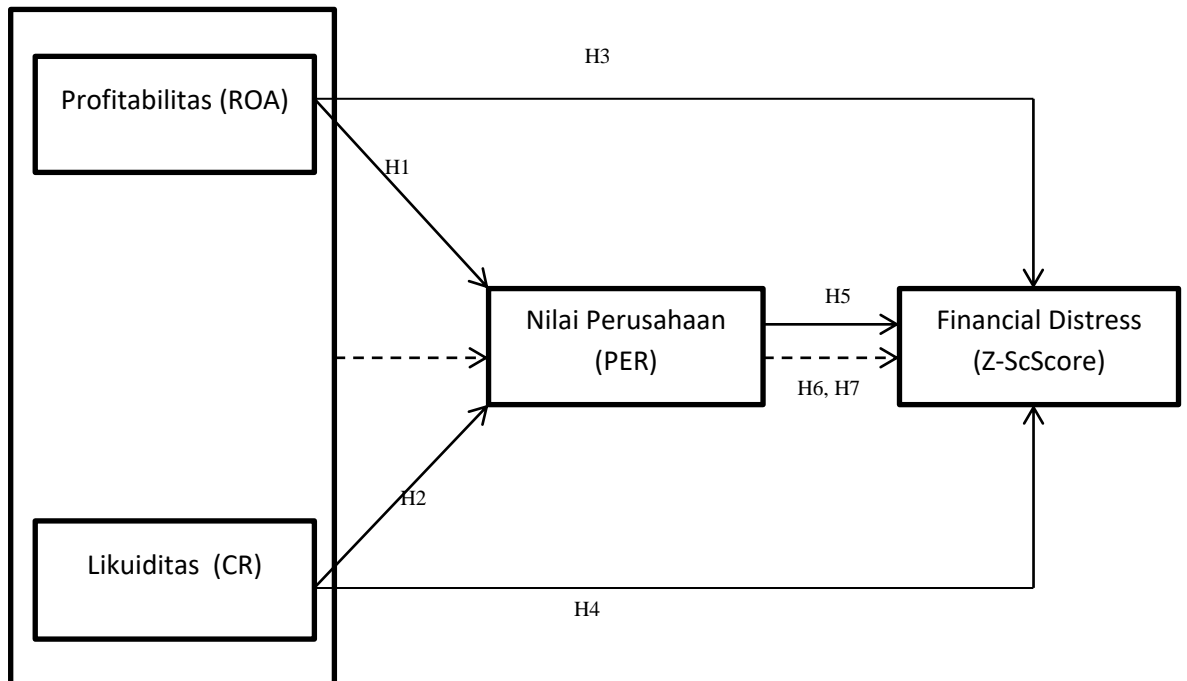 H3
Profitabilitas (ROA)
H1
Nilai Perusahaan
(PER)
H5
H6, H7
Financial Distress
(Z-ScScore)
H2
Likuiditas (CR)
H4